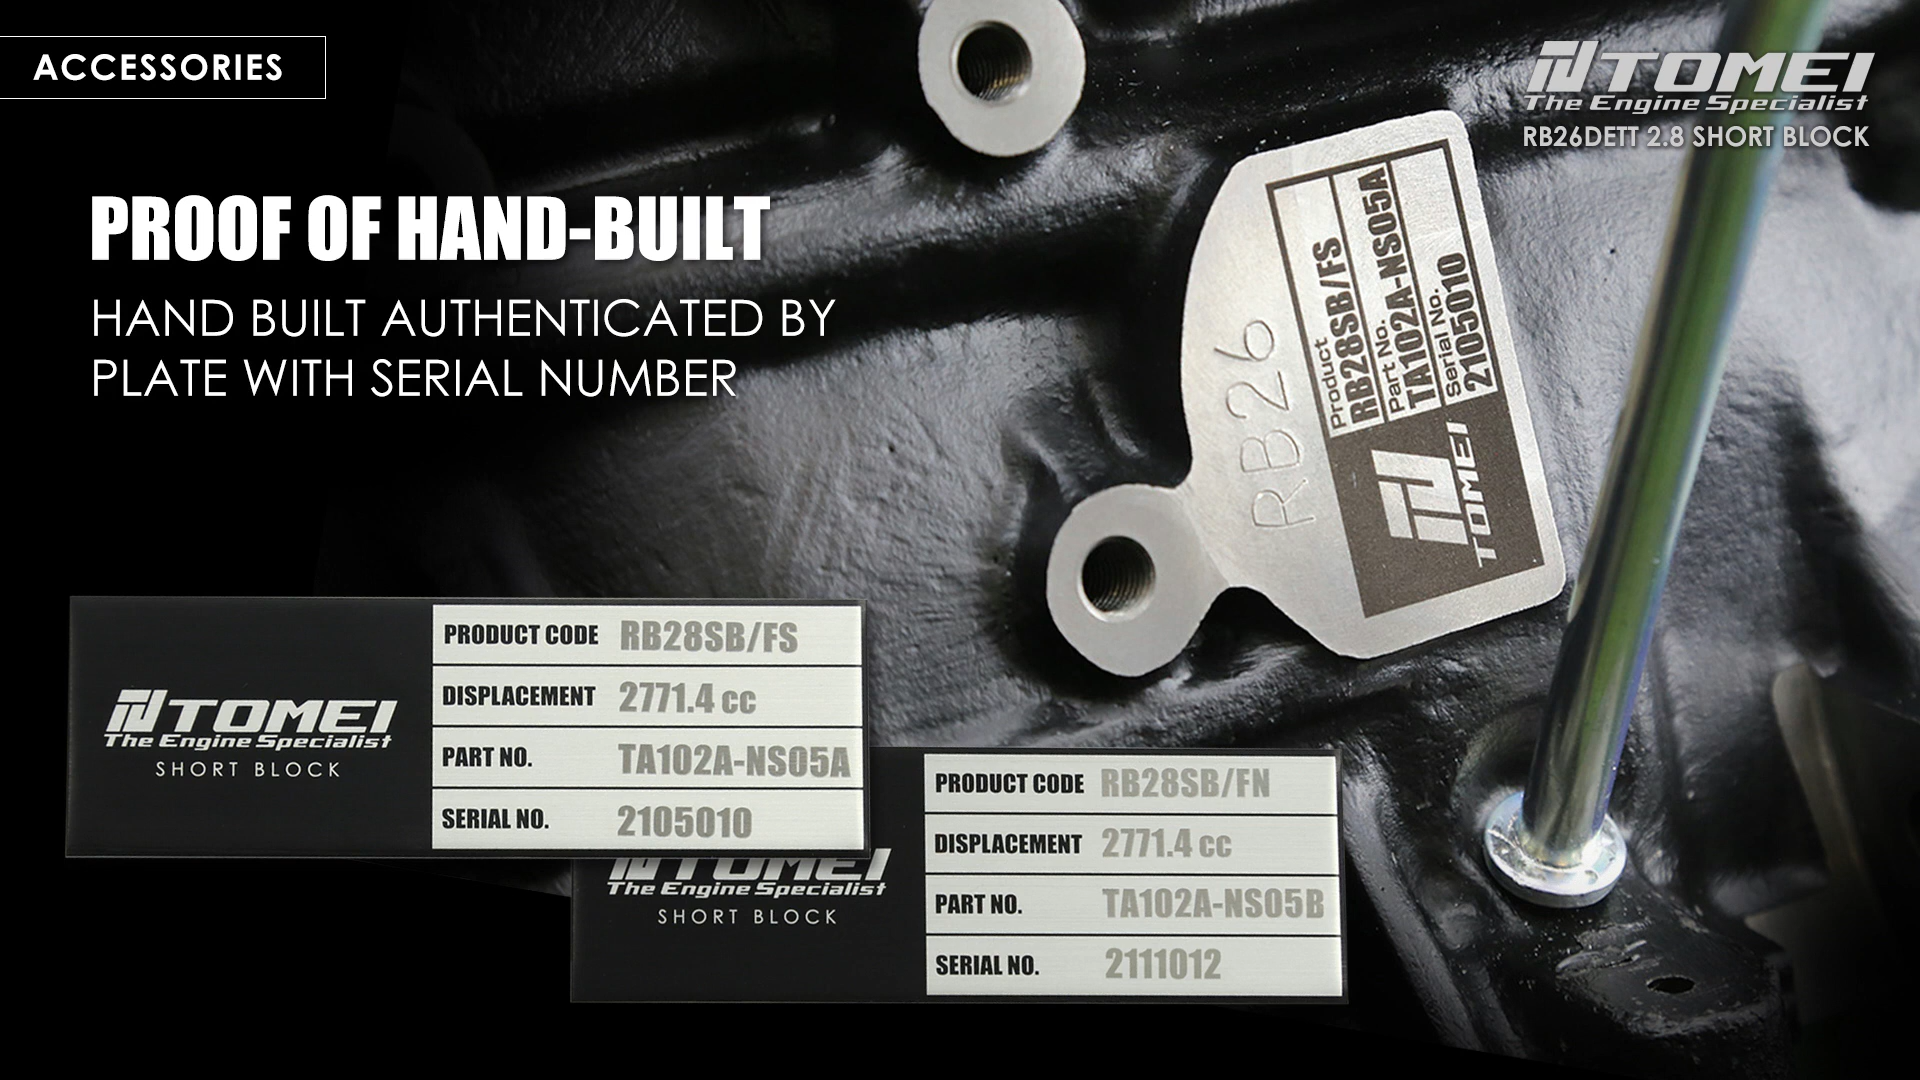 ACCESSORIES
TOMEI
The Engine Specialist
RB26DETT 2.8 SHORT BLOCK
PROOF OF HAND-BUILT
HAND BUILT AUTHENTICATED BY
PLATE WITH SERIAL NUMBER
RB26
Product
RB28SB/FS
Part No.
TA102A-NS05A
Serial No.
2105010
TOMEI
TOMEI
The Engine Specialist
SHORT BLOCK
PRODUCT CODE RB28SB/FS
DISPLACEMENT 2771.4 cc
PART NO. TA102A-NS05A
SERIAL NO. 2105010
TOMEI
The Engine Specialist
SHORT BLOCK
PRODUCT CODE RB28SB/FN
DISPLACEMENT 2771.4 cc
PART NO. TA102A-NS05B
SERIAL NO. 2111012